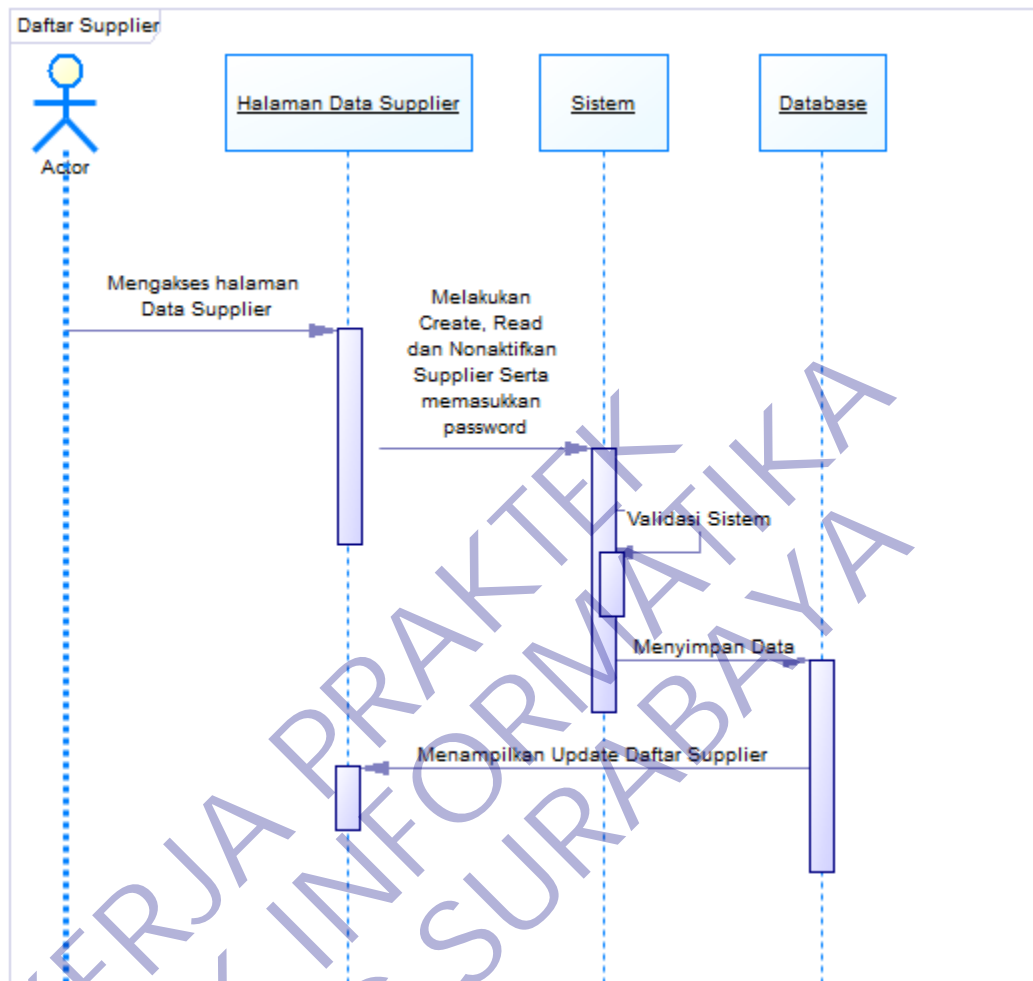 Daftar Supplier
Actor
Halaman Data Supplier
Sistem
Database
Mengakses halaman
Data Supplier
Melakukan
Create, Read
dan Nonaktifkan
Supplier Serta
memasukkan
password
Validasi Sistem
Menyimpan Data
Menampilkan Update Daftar Supplier
KERJA PRAKTEK
K INFORMATIKA
S SURABAYA